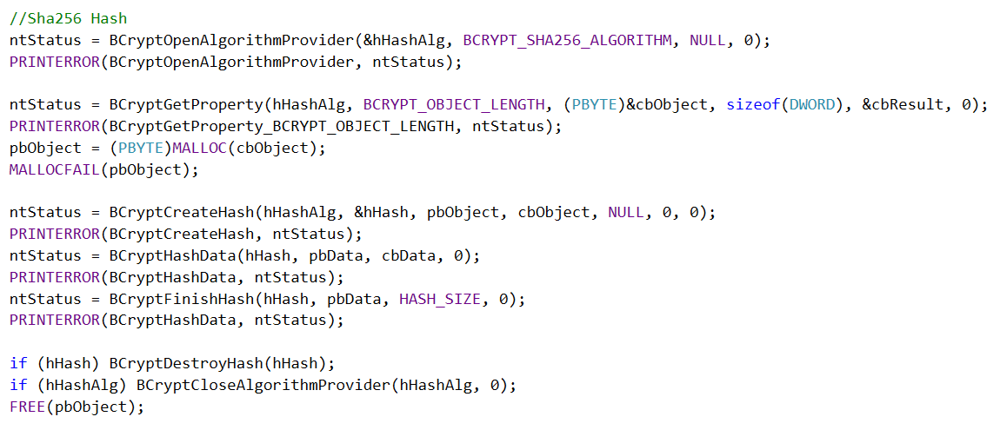 //Sha256 Hash
ntStatus = BCryptOpenAlgorithmProvider(&hHashAlg, BCRYPT_SHA256_ALGORITHM, NULL, 0);
PRINTERROR(BCryptOpenAlgorithmProvider, ntStatus);

ntStatus = BCryptGetProperty(hHashAlg, BCRYPT_OBJECT_LENGTH, (PBYTE)&cbObject, sizeof(DWORD), &cbResult, 0);
PRINTERROR(BCryptGetProperty_BCRYPT_OBJECT_LENGTH, ntStatus);
pbObject = (PBYTE)MALLOC(cbObject);
MALLOCFAIL(pbObject);

ntStatus = BCryptCreateHash(hHashAlg, &hHash, pbObject, cbObject, NULL, 0, 0);
PRINTERROR(BCryptCreateHash, ntStatus);
ntStatus = BCryptHashData(hHash, pbData, cbData, 0);
PRINTERROR(BCryptHashData, ntStatus);
ntStatus = BCryptFinishHash(hHash, pbData, HASH_SIZE, 0);
PRINTERROR(BCryptHashData, ntStatus);

if (hHash) BCryptDestroyHash(hHash);
if (hHashAlg) BCryptCloseAlgorithmProvider(hHashAlg, 0);
FREE(pbObject);